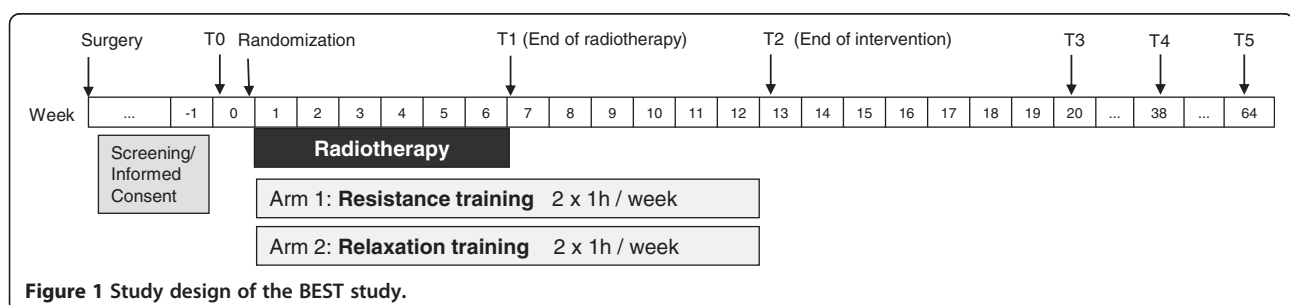 Surgery T0 Randomization T1 (End of radiotherapy) T2 (End of intervention) T3 T4 T5
Week ... -1 0 1 2 3 4 5 6 7 8 9 10 11 12 13 14 15 16 17 18 19 20 ... 38 ... 64
Screening/
Informed
Consent
Radiotherapy
Arm 1: Resistance training 2 x 1h / week
Arm 2: Relaxation training 2 x 1h / week
Figure 1 Study design of the BEST study.